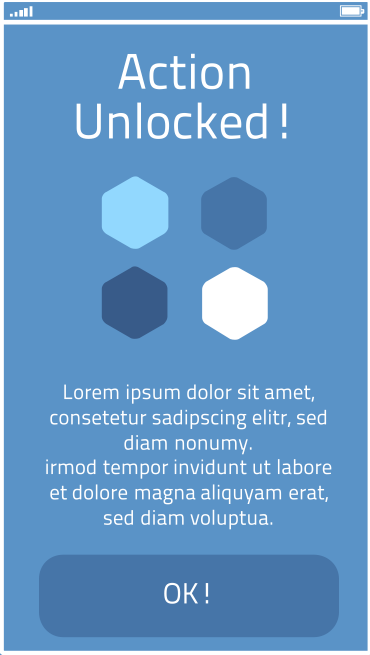 Action
Unlocked!
Lorem ipsum dolor sit amet,
consetetur sadipscing elitr, sed
diam nonumy.
irmod tempor invidunt ut labore
et dolore magna aliquyam erat,
sed diam voluptua.
OK!